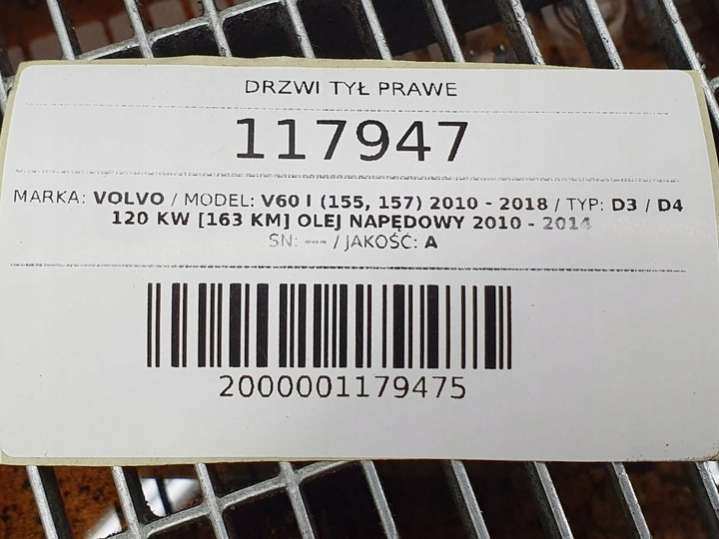 DRZWI TYŁ PRAWE
117947
MARKA: VOLVO / MODEL: V60 I (155, 157) 2010 - 2018 / TYP: D3 / D4
120 KW [163 KM] OLEJ NAPĘDOWY 2010 - 2014
SN: --- / JAKOŚĆ: A
2000001179475